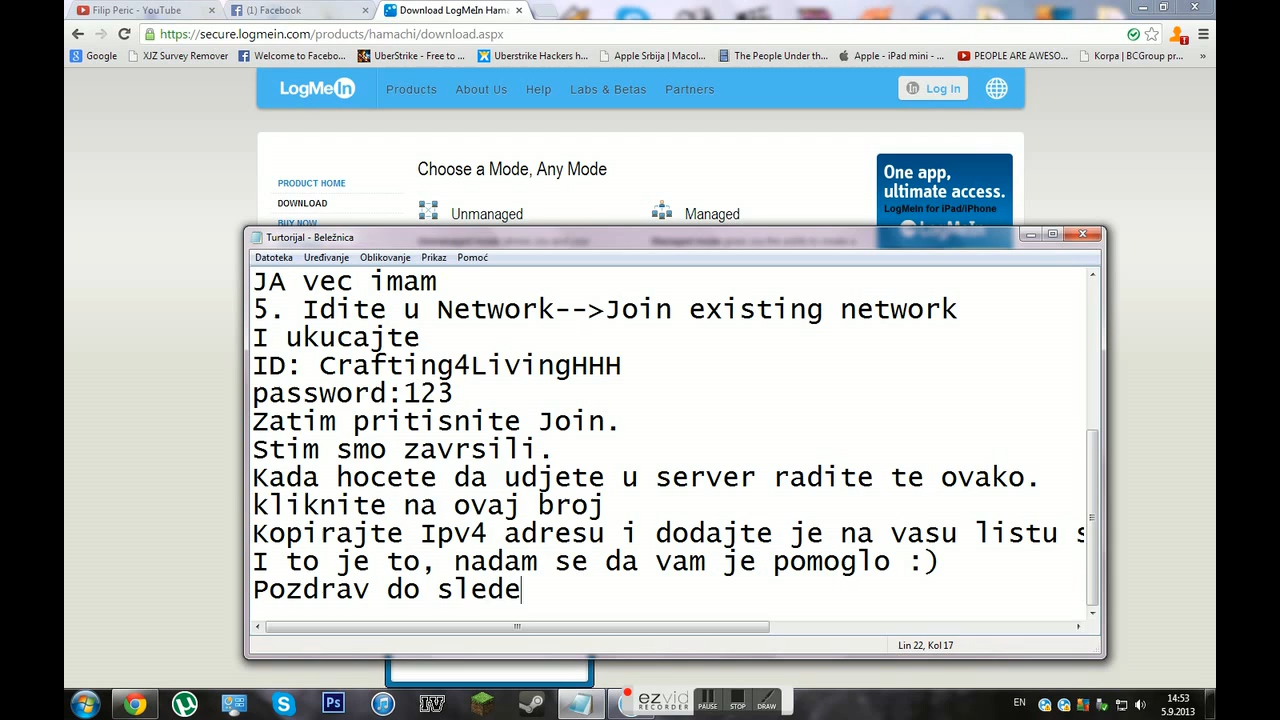 Filip Peric - YouTube
(1) Facebook
Download LogMeIn Hama
https://secure.logmein.com/products/hamachi/download.aspx
Google
XJZ Survey Remover
Welcome to Facebook...
UberStrike - Free to ...
Uberstrike Hackers h...
Apple Srbija | Macol...
The People Under th...
Apple - iPad mini - ...
PEOPLE ARE AWESO...
Korpa | BCGroup pr...
»
LogMeIn
Products
About Us
Help
Labs & Betas
Partners
Log In
Choose a Mode, Any Mode
PRODUCT HOME
DOWNLOAD
BUY NOW
Unmanaged
Managed
One app,
ultimate access.
LogMeIn for iPad/iPhone
Turtorijal - Beležnica
Datoteka Uređivanje Oblikovanje Prikaz Pomoć
JA vec imam
5. Idite u Network-->Join existing network
I ukucajte
ID: Crafting4LivingHHH
password:123
Zatim pritisnite Join.
Stim smo zavrsili.
Kada hocete da udjete u server radite te ovako.
kliknite na ovaj broj
Kopirajte Ipv4 adresu i dodajte je na vasu listu s
I to je to, nadam se da vam je pomoglo :)
Pozdrav do slede
Lin 22, Kol 17
Ps
IV
ezvid
RECORDER
PAUSE
STOP
DRAW
EN
14:53
5.9.2013